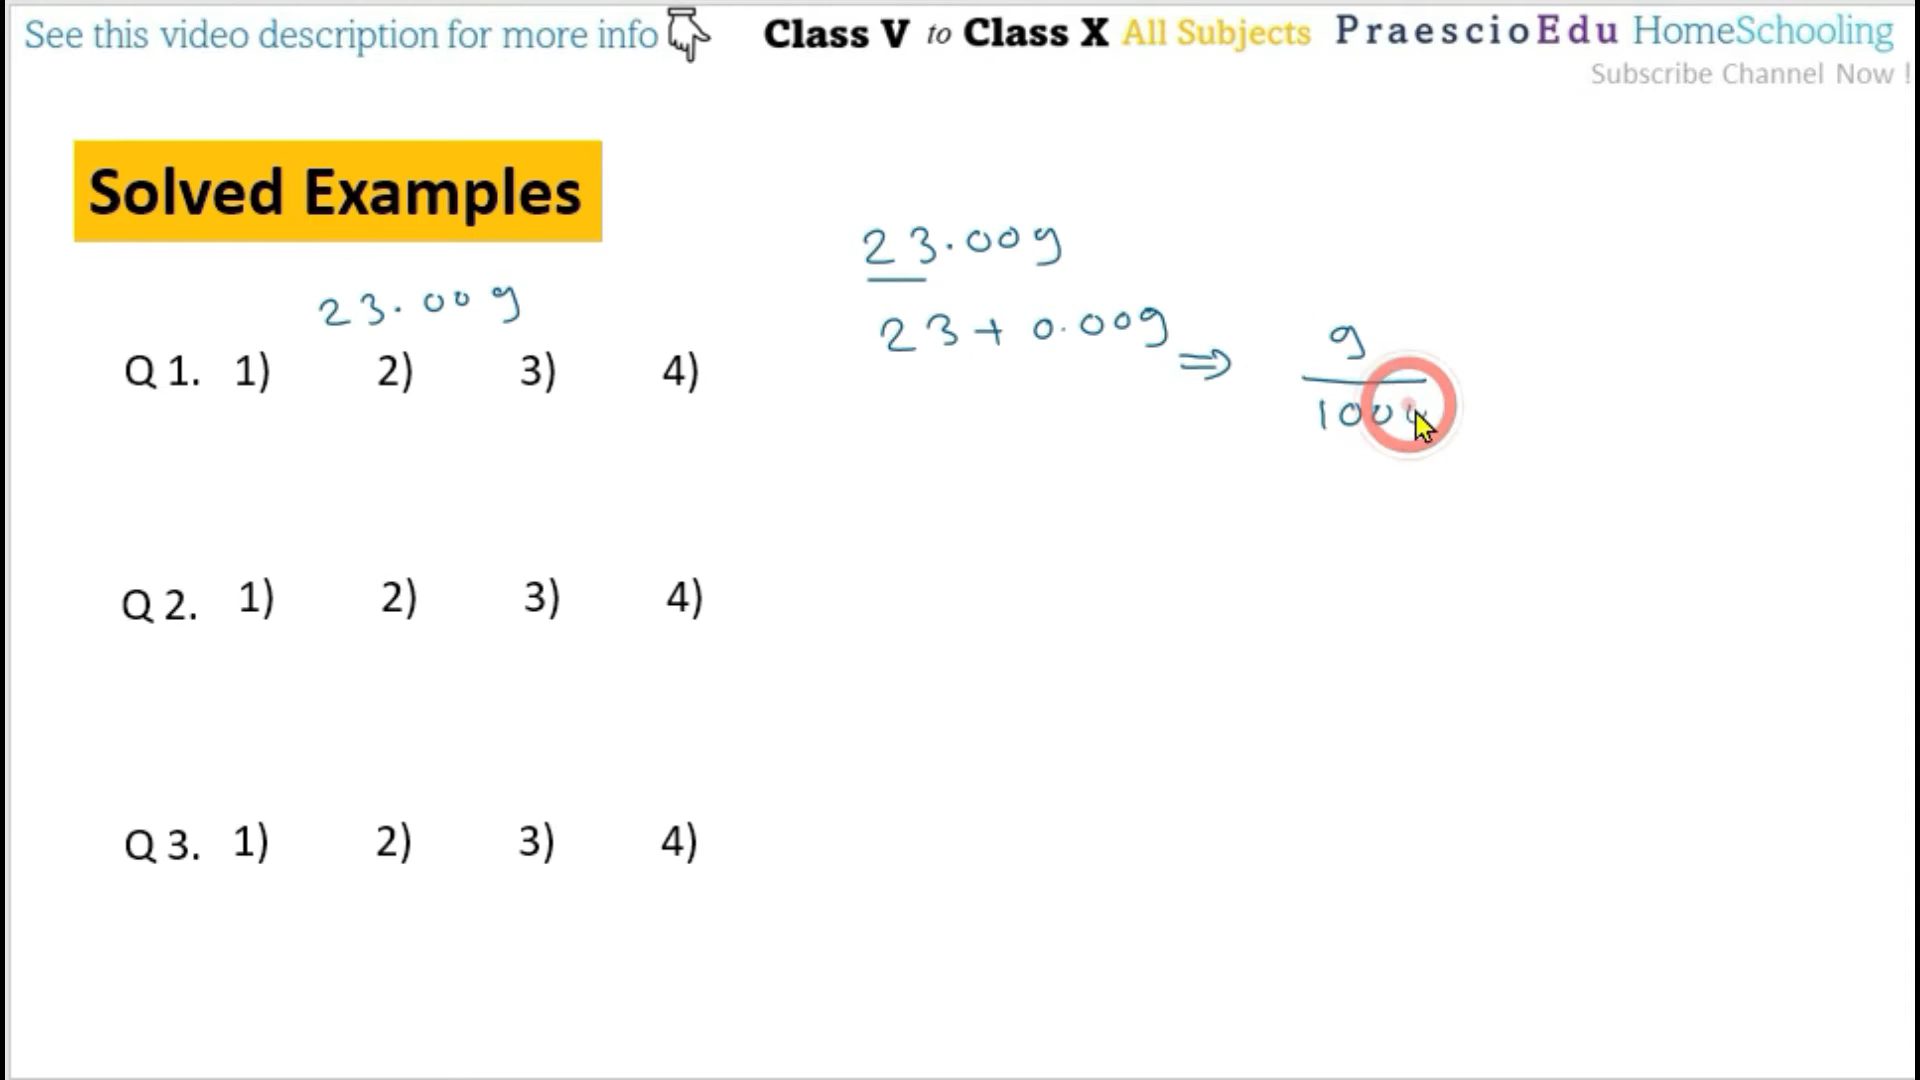 See this video description for more info Class V to Class X All Subjects PraescioEdu HomeSchooling
Subscribe Channel Now !
Solved Examples
23.009
23.009
23 + 0.009 ⇒ 9
1000
Q 1. 1) 2) 3) 4)
Q 2. 1) 2) 3) 4)
Q 3. 1) 2) 3) 4)